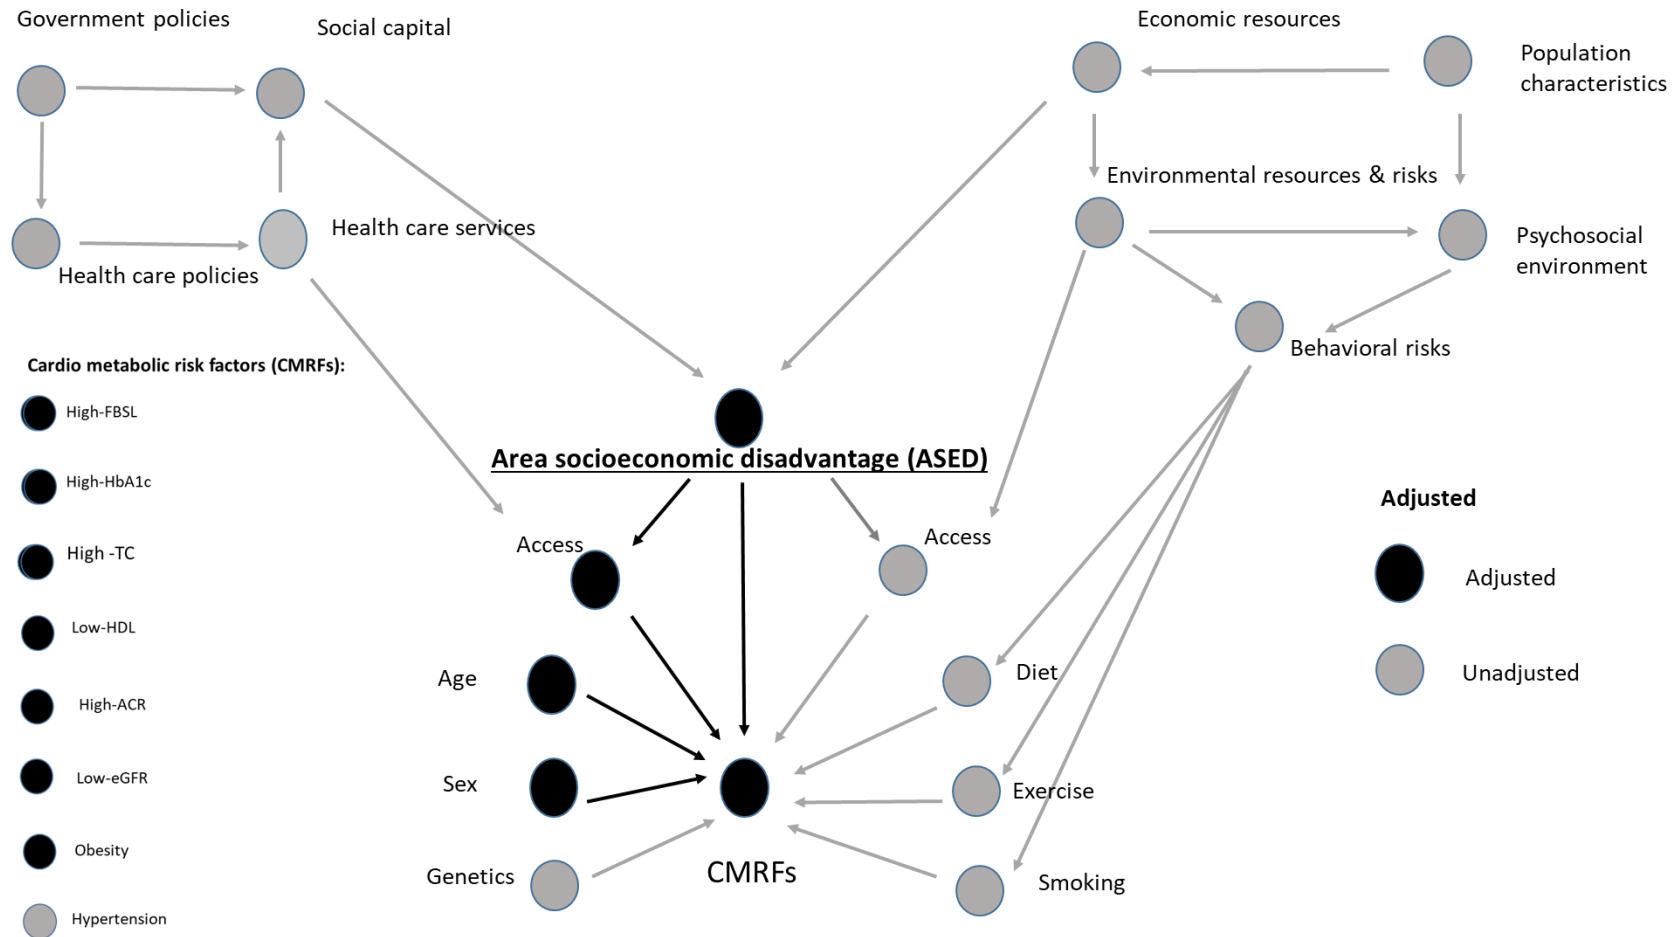 Government policies
Social capital
Economic resources
Population
characteristics
Environmental resources & risks
Health care services
Psychosocial
environment
Health care policies
Behavioral risks
Cardio metabolic risk factors (CMRFs):
High-FBSL
High-HbA1c
High -TC
Low-HDL
High-ACR
Low-eGFR
Obesity
Hypertension
Area socioeconomic disadvantage (ASED)
Access
Access
Age
Sex
Genetics
CMRFs
Diet
Exercise
Smoking
Adjusted
Adjusted
Unadjusted